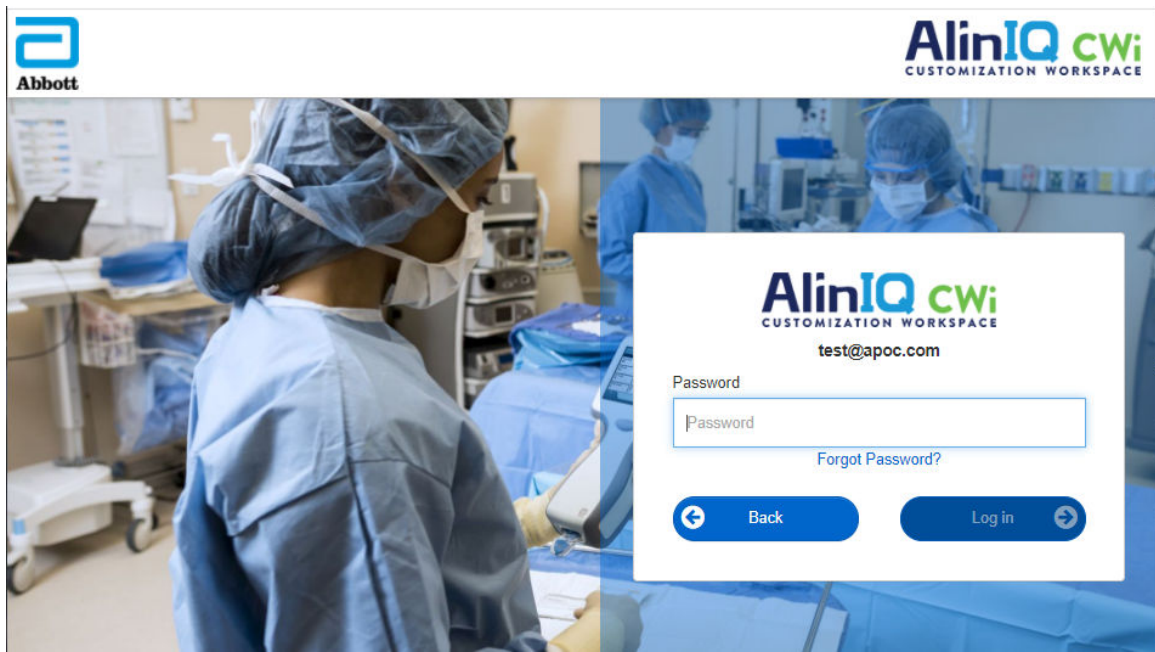 Abbott
AlinIQ CWi
CUSTOMIZATION WORKSPACE
AlinIQ CWi
CUSTOMIZATION WORKSPACE
test@apoc.com
Password
Password
Forgot Password?
Back
Log in